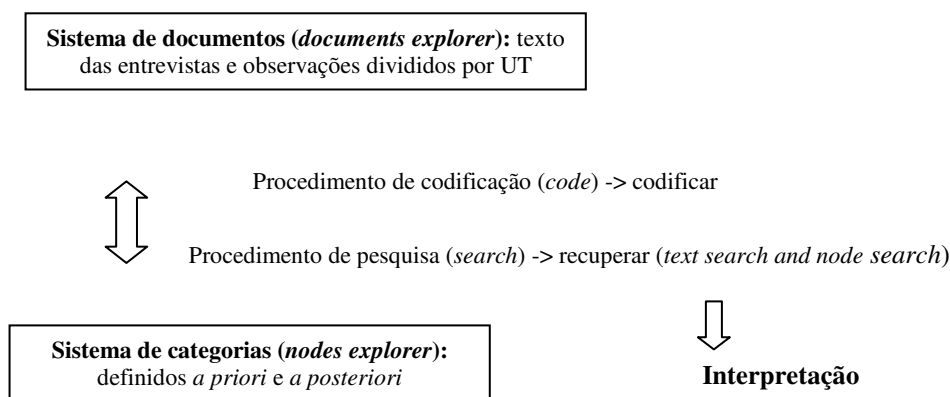 Sistema de documentos (documents explorer): texto
das entrevistas e observações divididos por UT
Procedimento de codificação (code) -> codificar
Procedimento de pesquisa (search) -> recuperar (text search and node search)
Sistema de categorias (nodes explorer):
definidos a priori e a posteriori
Interpretação